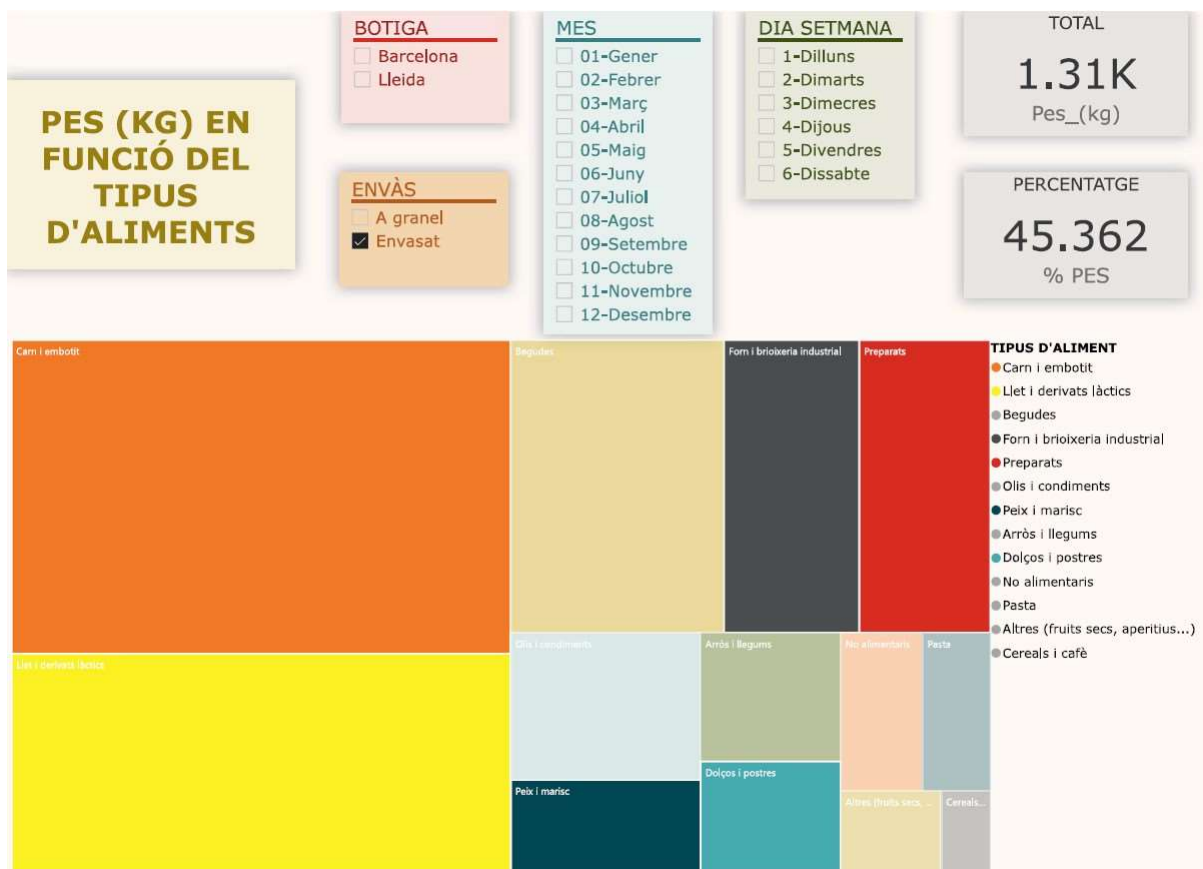 PES (KG) EN
FUNCIÓ DEL
TIPUS
D'ALIMENTS
BOTIGA
Barcelona
Lleida
ENVÀS
A granel
Envasat
MES
01-Gener
02-Febrer
03-Març
04-Abril
05-Maig
06-Juny
07-Juliol
08-Agost
09-Setembre
10-Octubre
11-Novembre
12-Desembre
DIA SETMANA
1-Dilluns
2-Dimarts
3-Dimecres
4-Dijous
5-Divendres
6-Dissabte
TOTAL
1.31K
Pes_(kg)
PERCENTATGE
45.362
% PES
Carn i embotit
Begudes
Forn i brioixeria industrial
Preparats
Llet i derivats làctics
Olis i condiments
Arròs i llegums
No alimentaris
Pasta
Peix i marisc
Dolços i postres
Altres (fruits secs, ...
Cereals...
TIPUS D'ALIMENT
Carn i embotit
Llet i derivats làctics
Begudes
Forn i brioixeria industrial
Preparats
Olis i condiments
Peix i marisc
Arròs i llegums
Dolços i postres
No alimentaris
Pasta
Altres (fruits secs, aperitius...)
Cereals i cafè